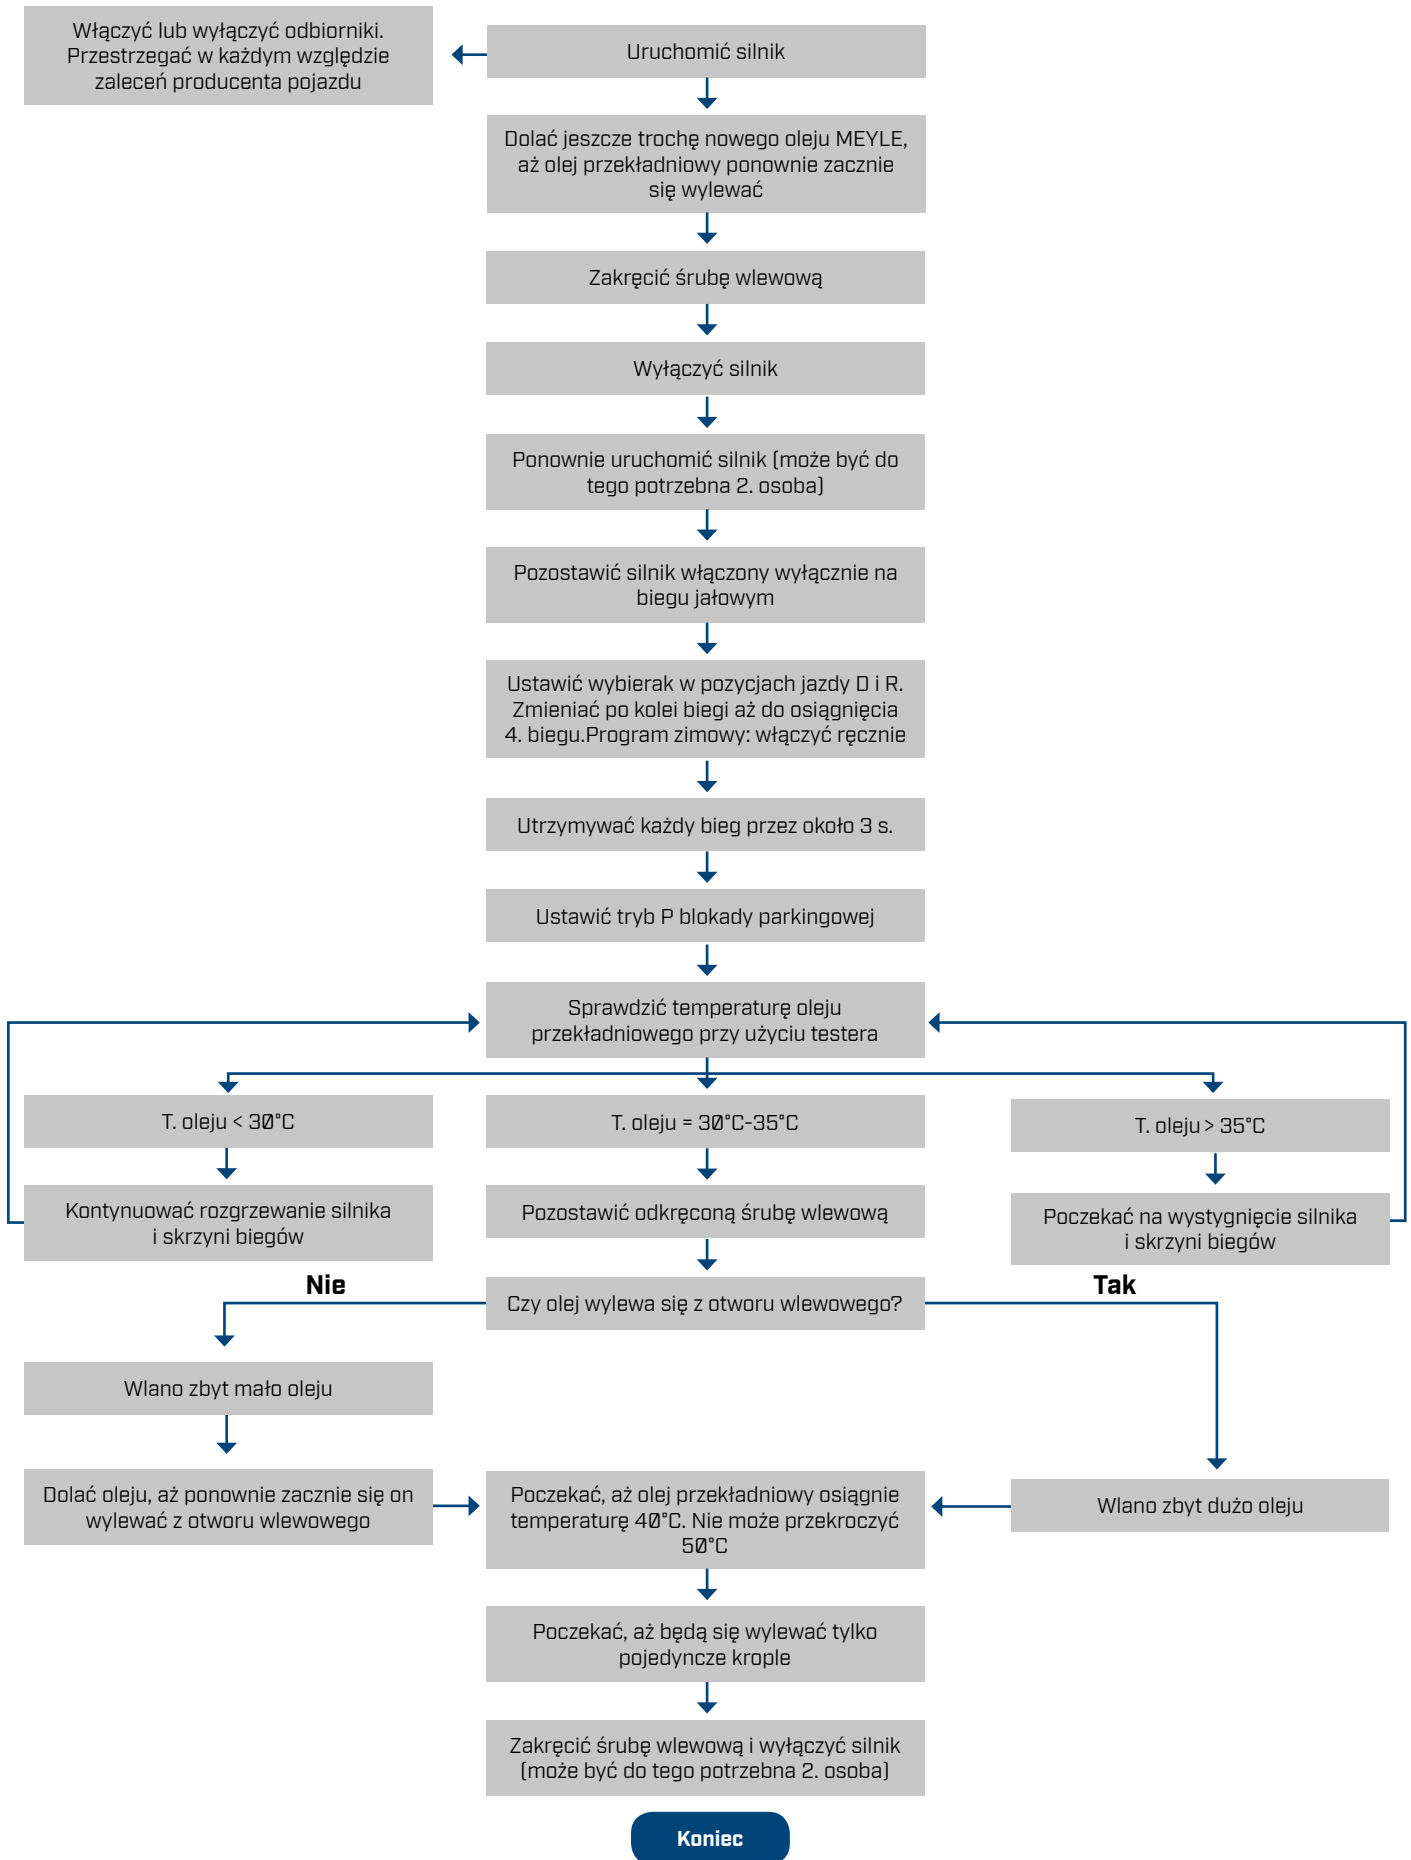 Włączyć lub wyłączyć odbiorniki.
Przestrzegać w każdym względzie
zaleceń producenta pojazdu
Uruchomić silnik
Dolać jeszcze trochę nowego oleju MEYLE,
aż olej przekładniowy ponownie zacznie
się wylewać
Zakręcić śrubę wlewową
Wyłączyć silnik
Ponownie uruchomić silnik (może być do
tego potrzebna 2. osoba)
Pozostawić silnik włączony wyłącznie na
biegu jałowym
Ustawić wybierak w pozycjach jazdy D i R.
Zmieniać po kolei biegi aż do osiągnięcia
4. biegu.Program zimowy: włączyć ręcznie
Utrzymywać każdy bieg przez około 3 s.
Ustawić tryb P blokady parkingowej
Sprawdzić temperaturę oleju
przekładniowego przy użyciu testera
T. oleju < 30°C
T. oleju = 30°C-35°C
T. oleju > 35°C
Kontynuować rozgrzewanie silnika
i skrzyni biegów
Pozostawić odkręconą śrubę wlewową
Poczekać na wystygnięcie silnika
i skrzyni biegów
Nie
Czy olej wylewa się z otworu wlewowego?
Tak
Wlano zbyt mało oleju
Dolać oleju, aż ponownie zacznie się on
wylewać z otworu wlewowego
Poczekać, aż olej przekładniowy osiągnie
temperaturę 40°C. Nie może przekroczyć
50°C
Wlano zbyt dużo oleju
Poczekać, aż będą się wylewać tylko
pojedyncze krople
Zakręcić śrubę wlewową i wyłączyć silnik
(może być do tego potrzebna 2. osoba)
Koniec